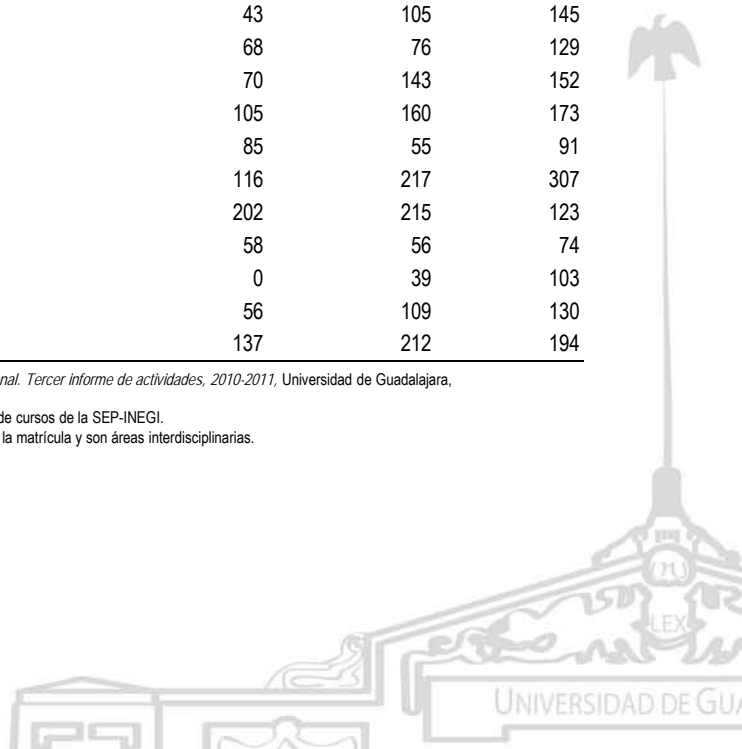 43 105 145
68 76 129
70 143 152
105 160 173
85 55 91
116 217 307
202 215 123
58 56 74
0 39 103
56 109 130
137 212 194
nal. Tercer informe de actividades, 2010-2011, Universidad de Guadalajara,
de cursos de la SEP-INEGI.
la matrícula y son áreas interdisciplinarias.
LEX
UNIVERSIDAD DE GUA